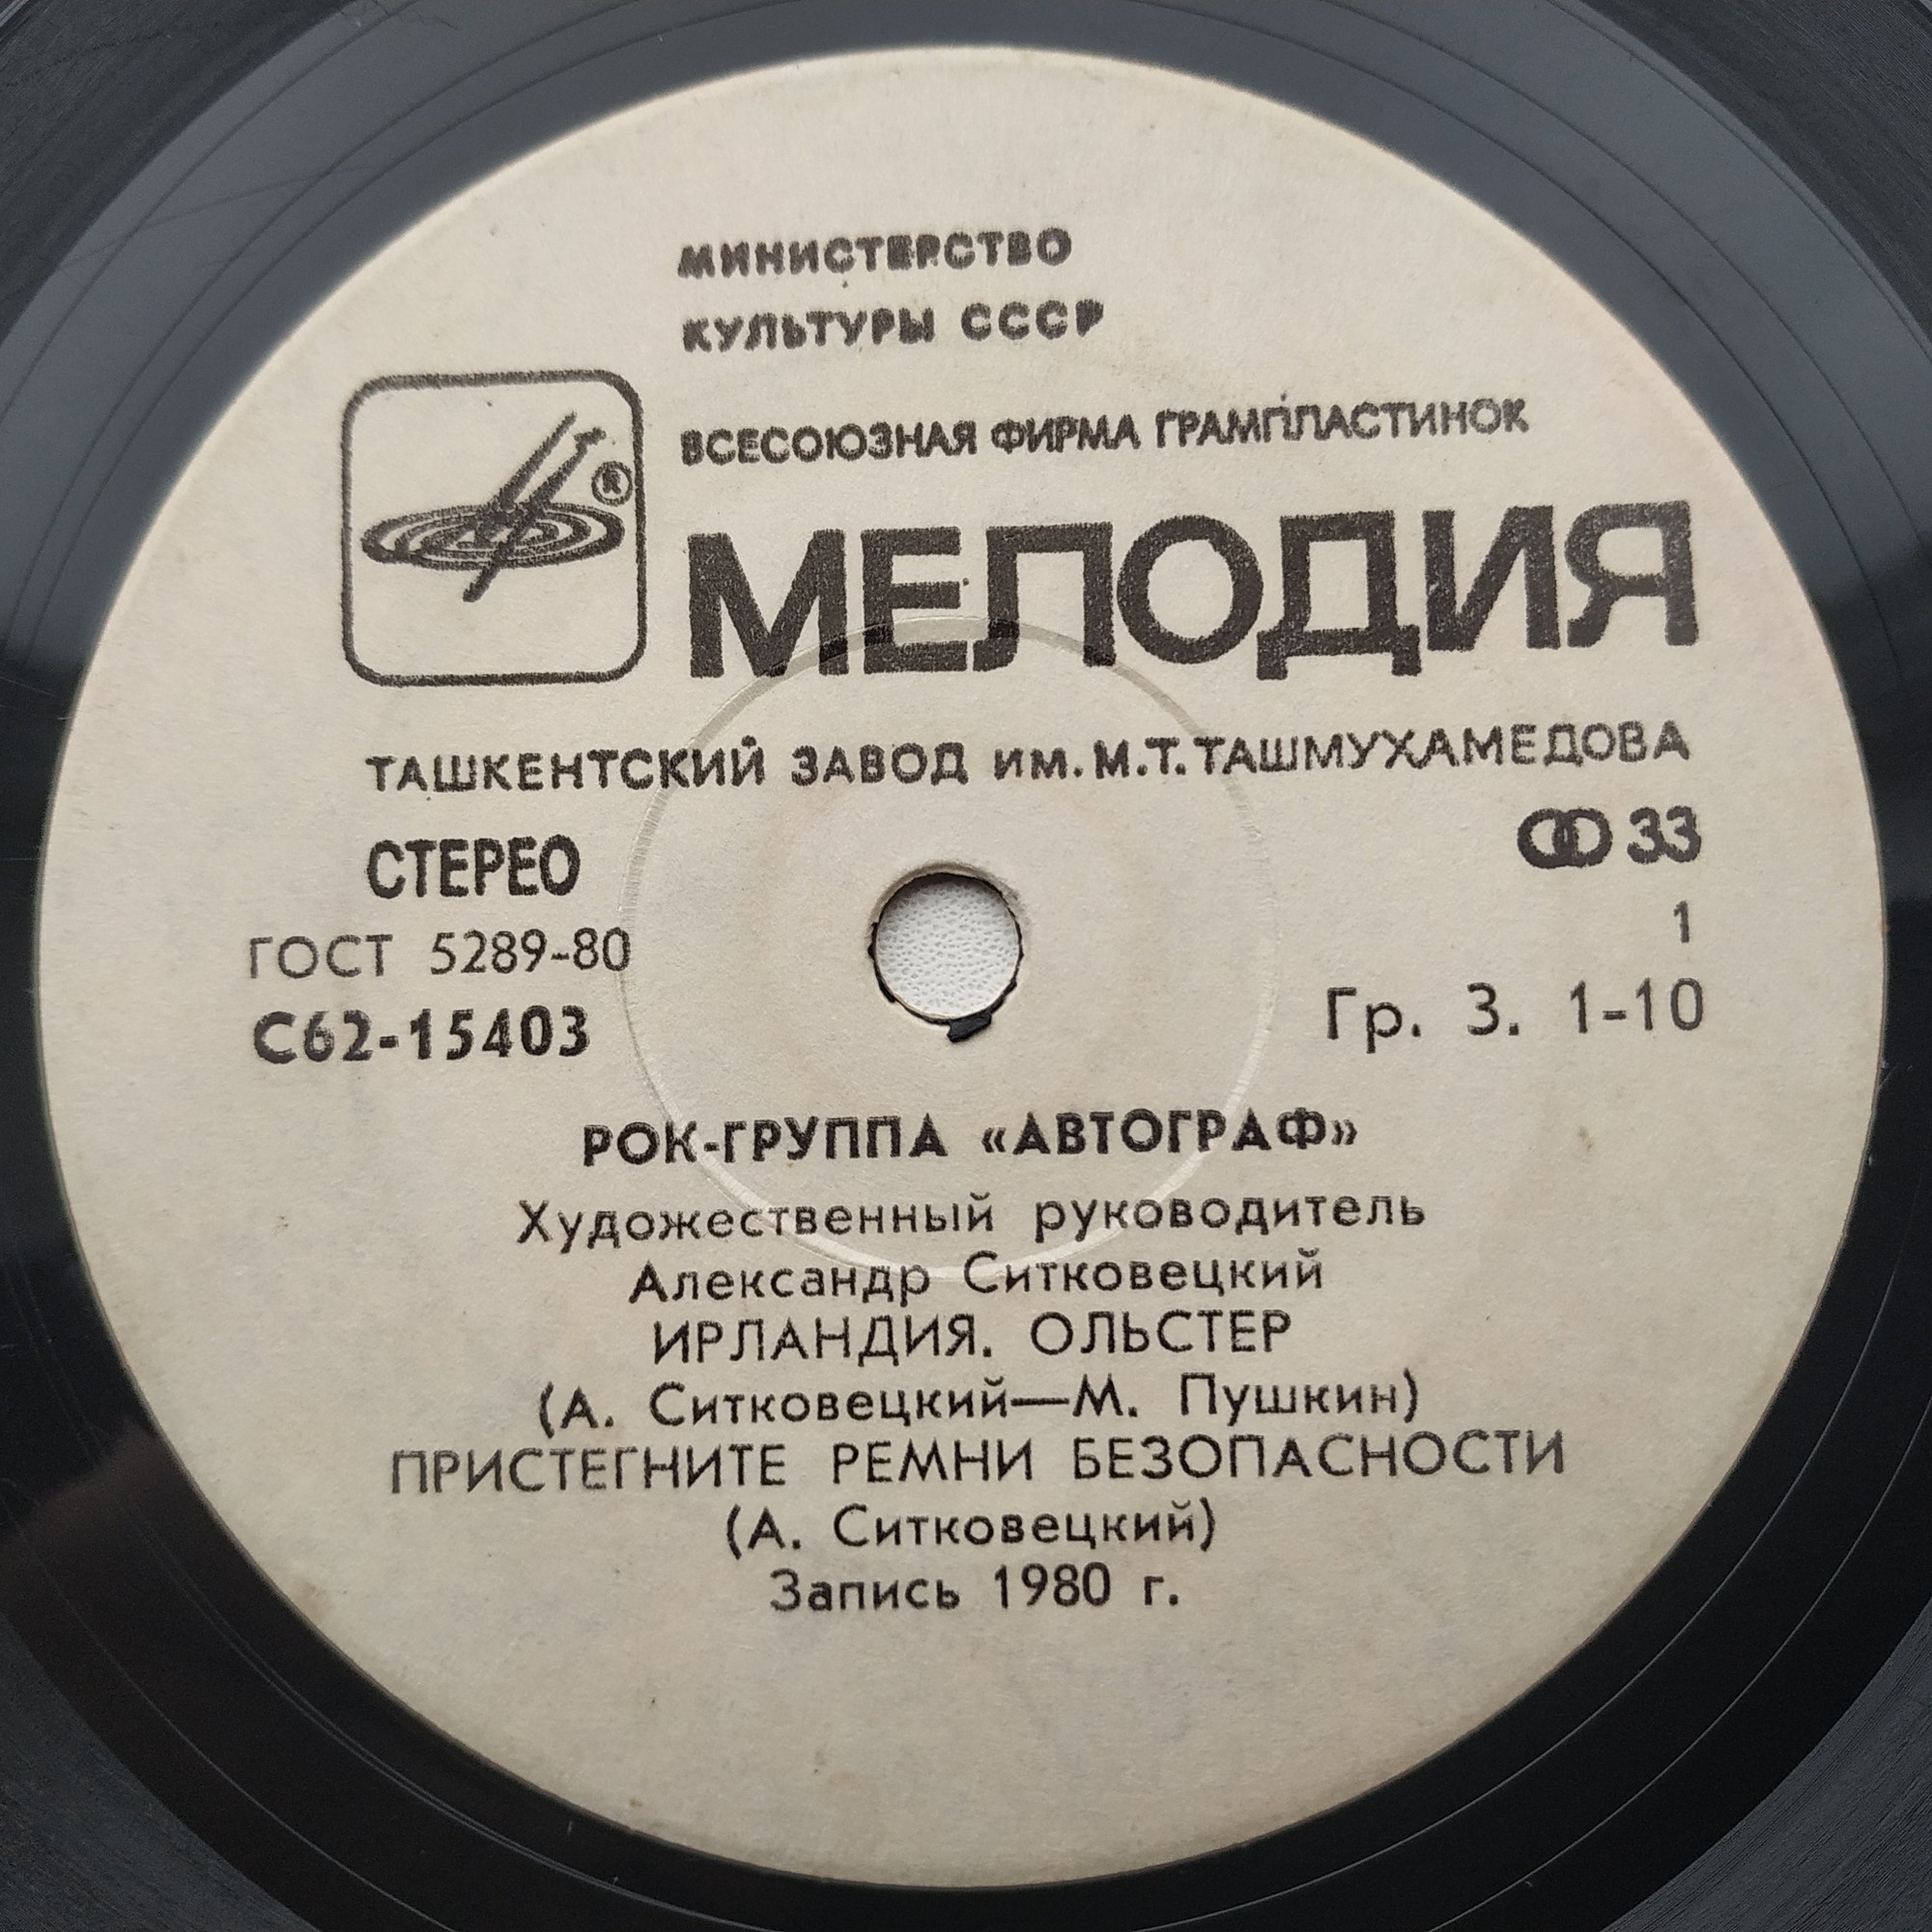 МИНИСТЕРСТВО
КУЛЬТУРЫ СССР
ВСЕСОЮЗНАЯ ФИРМА ГРАМПЛАСТИНОК
®
МЕЛОДИЯ
ТАШКЕНТСКИЙ ЗАВОД им. М.Т. ТАШМУХАМЕДОВА
СТЕРЕО 33
1
ГОСТ 5289-80
С62-15403 Гр. 3. 1-10
РОК-ГРУППА «АВТОГРАФ»
Художественный руководитель
Александр Ситковецкий
ИРЛАНДИЯ. ОЛЬСТЕР
(А. Ситковецкий—М. Пушкин)
ПРИСТЕГНИТЕ РЕМНИ БЕЗОПАСНОСТИ
(А. Ситковецкий)
Запись 1980 г.